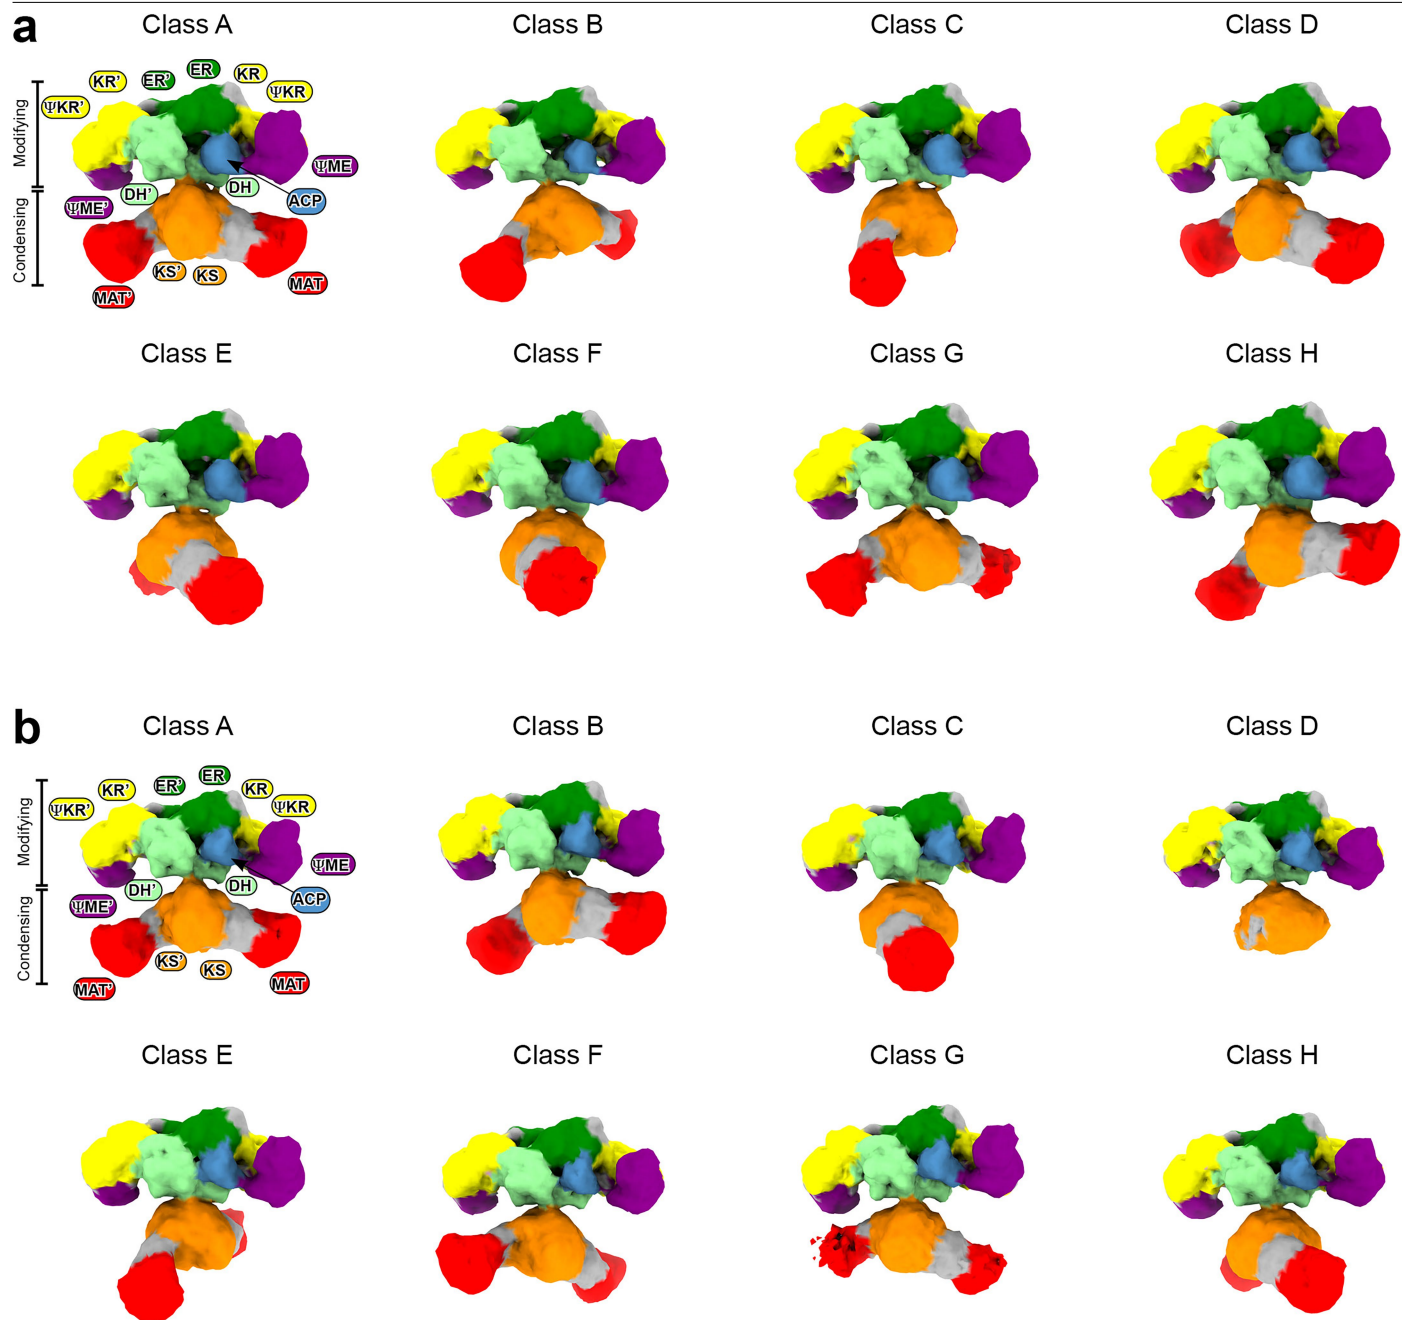 a
Class A
Class B
Class C
Class D
Modifying
Condensing
ΨKR’
KR’
ER’
ER
KR
ΨKR
ΨME
DH’
DH
ΨME’
ACP
KS’
KS
MAT’
MAT
Class E
Class F
Class G
Class H
b
Class A
Class B
Class C
Class D
Modifying
Condensing
ΨKR’
KR’
ER’
ER
KR
ΨKR
ΨME
DH’
DH
ΨME’
ACP
KS’
KS
MAT’
MAT
Class E
Class F
Class G
Class H